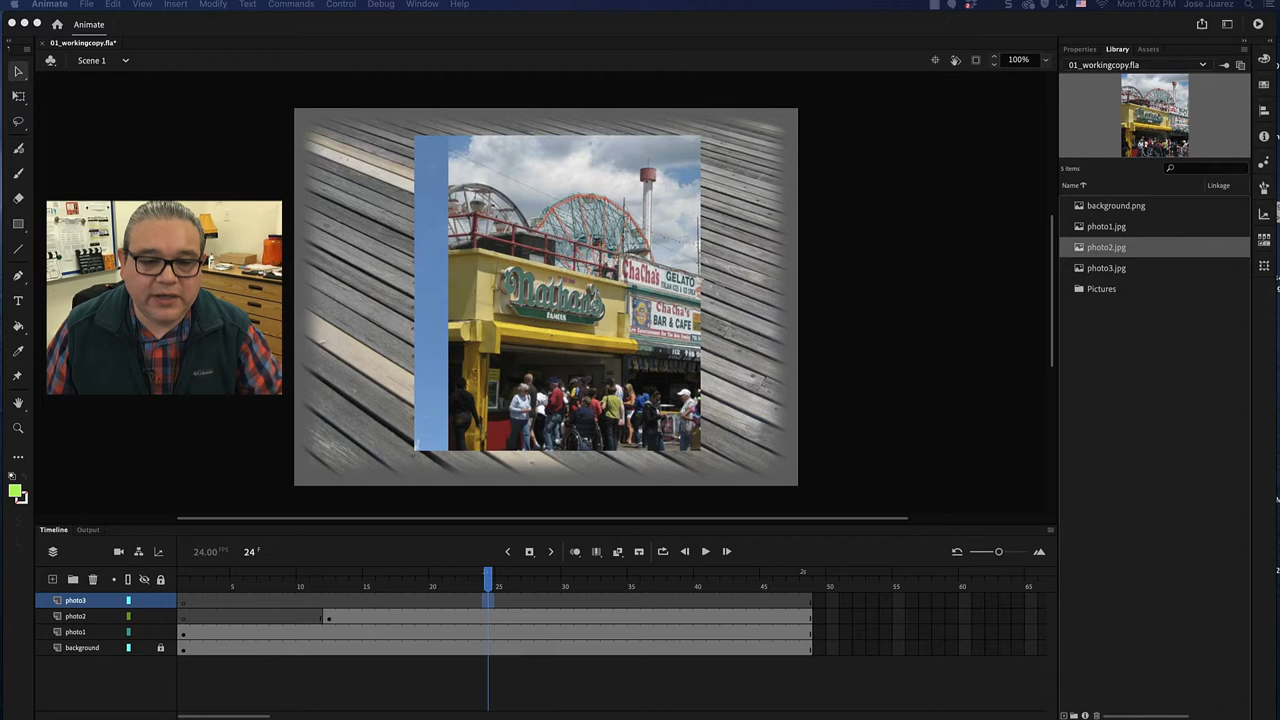 Animate File Edit View Insert Modify Text Commands Control Debug Window Help
Mon 10:02 PM Jose Juarez
Animate
01_workingcopy.fla*
Scene 1
100%
Properties Library Assets
01_workingcopy.fla
5 items
Name Linkage
background.png
photo1.jpg
photo2.jpg
photo3.jpg
Pictures
ChaCha's GELATO
Nathan's
FAMOUS
ChaCha's
BAR & CAFE
Timeline Output
24.00 FPS 24 F
1s 2s
5 10 15 20 25 30 35 40 45 50 55 60 65
photo3
photo2
photo1
background